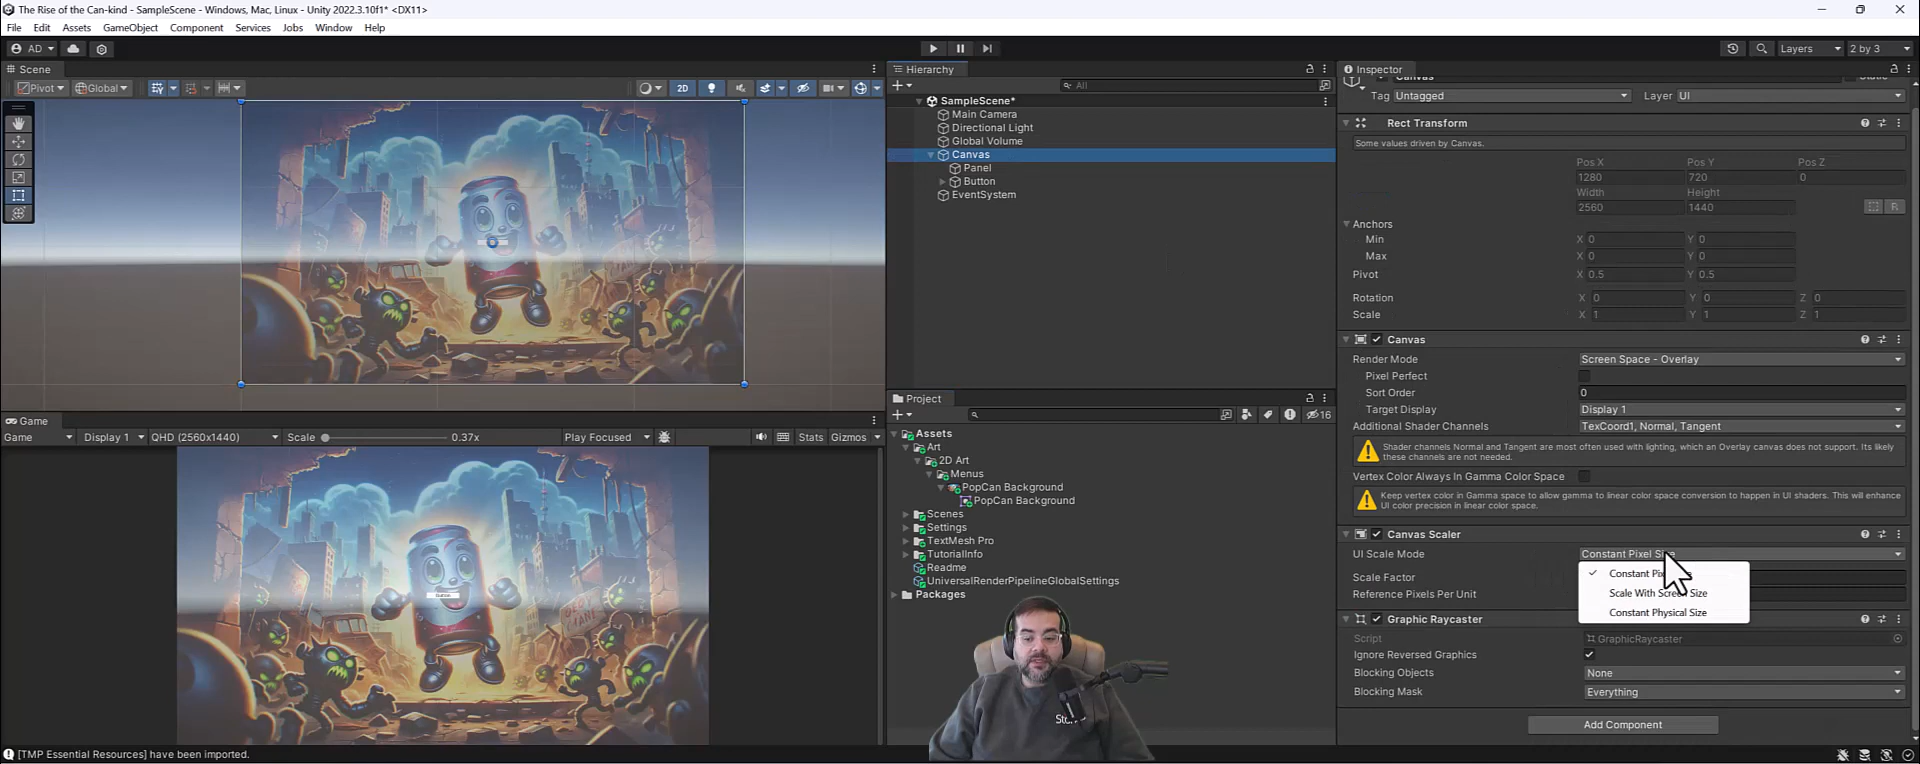 The Rise of the Can-kind - SampleScene - Windows, Mac, Linux - Unity 2022.3.10f1* <DX11>
File Edit Assets GameObject Component Services Jobs Window Help
AD
Layers
2 by 3
Scene
Pivot
Global
2D
Hierarchy
All
SampleScene*
Main Camera
Directional Light
Global Volume
Canvas
Panel
Button
EventSystem
Game
Game
Display 1
QHD (2560x1440)
Scale
0.37x
Play Focused
Stats
Gizmos
Button
Project
16
Assets
Art
2D Art
Menus
PopCan Background
PopCan Background
Scenes
Settings
TextMesh Pro
TutorialInfo
Readme
UniversalRenderPipelineGlobalSettings
Packages
Inspector
Canvas
Static
Tag Untagged
Layer UI
Rect Transform
Some values driven by Canvas.
Pos X Pos Y Pos Z
1280 720 0
Width Height
2560 1440
R
Anchors
Min X 0 Y 0
Max X 0 Y 0
Pivot X 0.5 Y 0.5
Rotation X 0 Y 0 Z 0
Scale X 1 Y 1 Z 1
Canvas
Render Mode Screen Space - Overlay
Pixel Perfect
Sort Order 0
Target Display Display 1
Additional Shader Channels TexCoord1, Normal, Tangent
Shader channels Normal and Tangent are most often used with lighting, which an Overlay canvas does not support. Its likely
these channels are not needed.
Vertex Color Always In Gamma Color Space
Keep vertex color in Gamma space to allow gamma to linear color space conversion to happen in UI shaders. This will enhance
UI color precision in linear color space.
Canvas Scaler
UI Scale Mode Constant Pixel Size
Constant
Scale With Screen Size
Constant Physical Size
Scale Factor
Reference Pixels Per Unit
Graphic Raycaster
Script GraphicRaycaster
Ignore Reversed Graphics
Blocking Objects None
Blocking Mask Everything
Add Component
[TMP Essential Resources] have been imported.